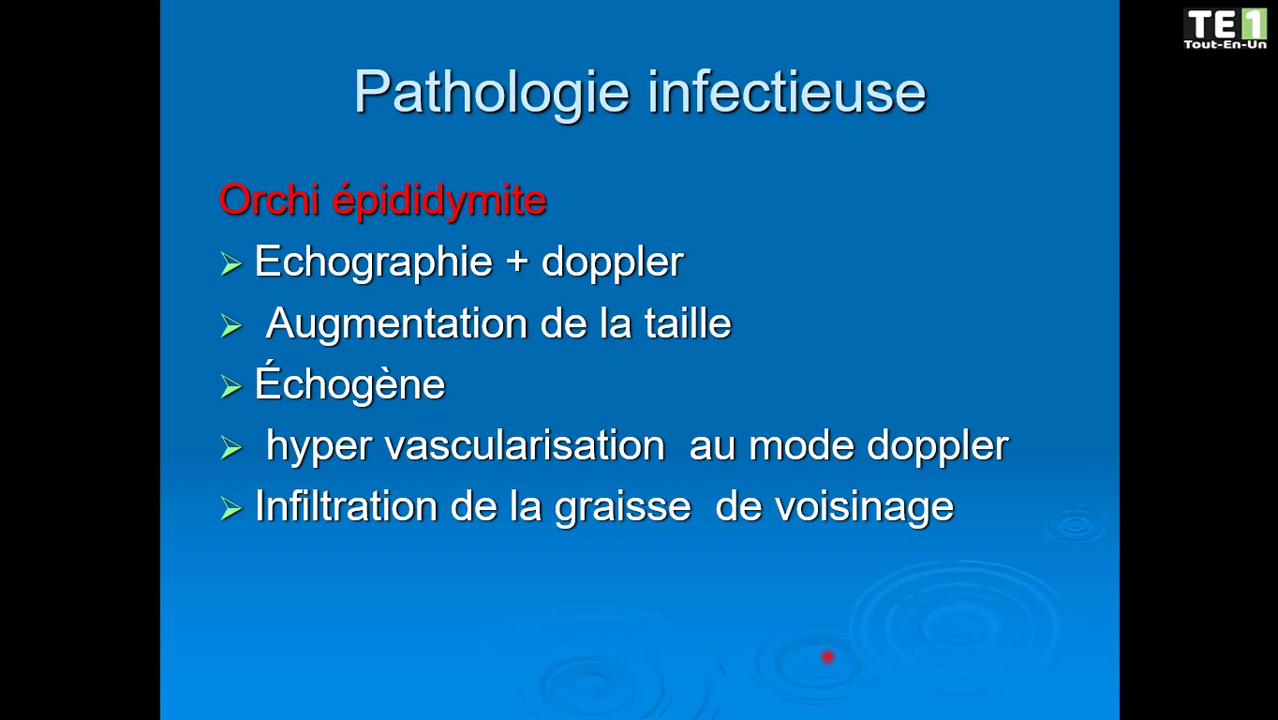 TE1
Tout-En-Un
Pathologie infectieuse
Orchi épididymite
Echographie + doppler
Augmentation de la taille
Échogène
hyper vascularisation au mode doppler
Infiltration de la graisse de voisinage